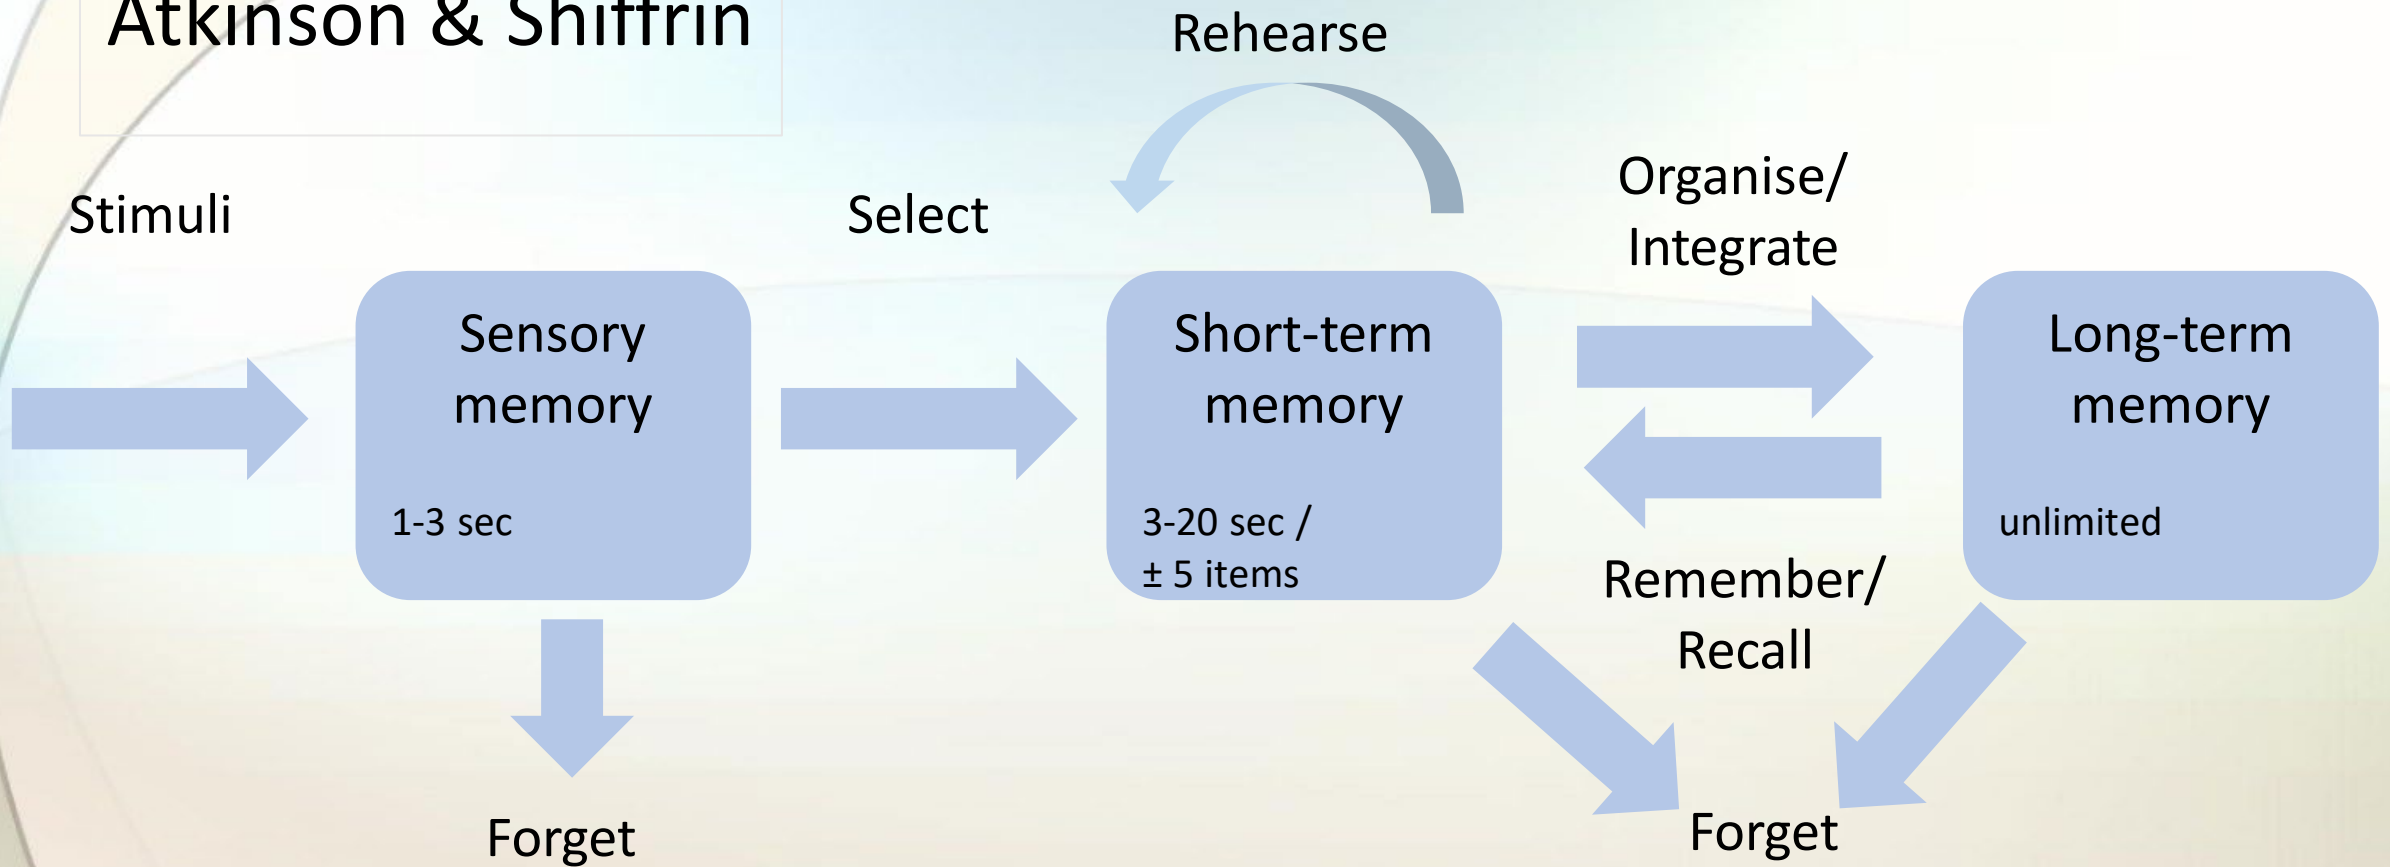 Atkinson & Shiffrin
Rehearse
Stimuli
Select
Organise/
Integrate
Sensory
memory
1-3 sec
Short-term
memory
3-20 sec /
± 5 items
Long-term
memory
unlimited
Remember/
Recall
Forget
Forget